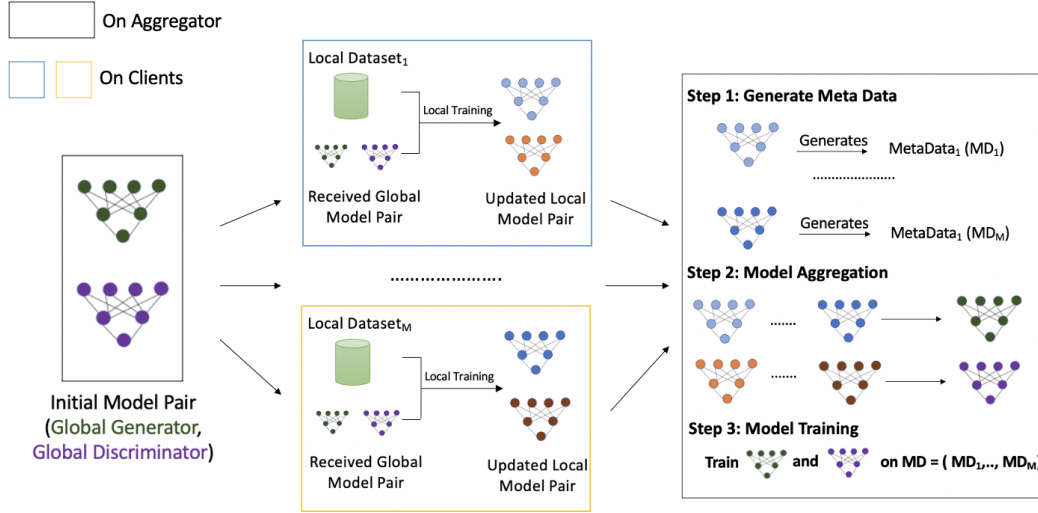 On Aggregator
On Clients
Initial Model Pair
(Global Generator,
Global Discriminator)
Local Dataset1
Local Training
Received Global
Model Pair
Updated Local
Model Pair
........................
Local DatasetM
Local Training
Received Global
Model Pair
Updated Local
Model Pair
Step 1: Generate Meta Data
Generates
MetaData1 (MD1)
..................
Generates
MetaData1 (MDM)
Step 2: Model Aggregation
.......
.......
Step 3: Model Training
Train and on MD = ( MD1,.., MDM)